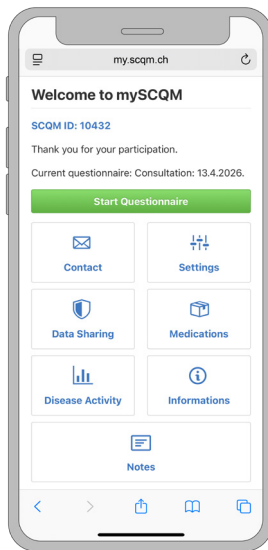 my.scqm.ch
Welcome to mySCQM
SCQM ID: 10432
Thank you for your participation.
Current questionnaire: Consultation: 13.4.2026.
Start Questionnaire
Contact
Settings
Data Sharing
Medications
Disease Activity
Informations
Notes